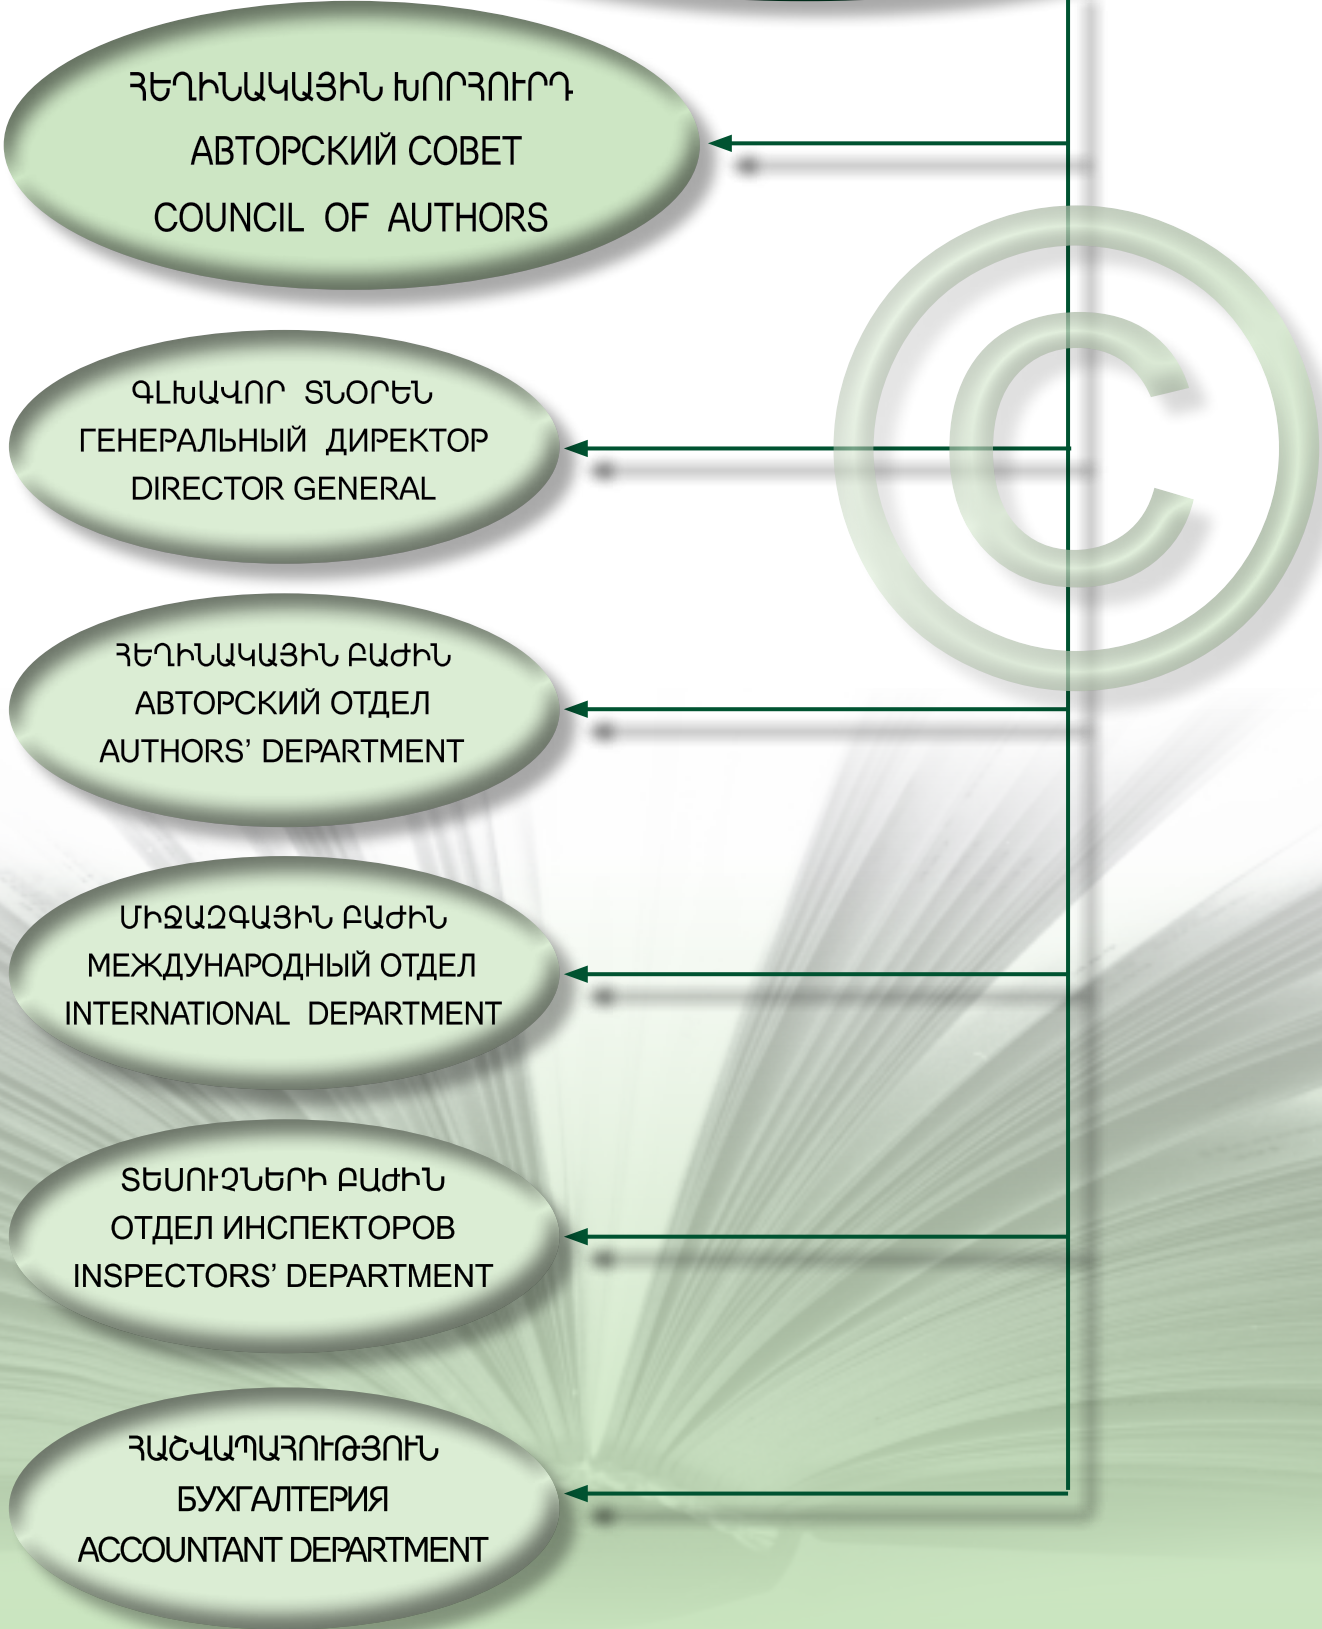 ՀԵՂԻՆԱԿԱՅԻՆ ԽՈՐՀՈՒՐԴ
АВТОРСКИЙ СОВЕТ
COUNCIL OF AUTHORS
ԳԼԽԱՎՈՐ ՏՆՕՐԵՆ
ГЕНЕРАЛЬНЫЙ ДИРЕКТОР
DIRECTOR GENERAL
ՀԵՂԻՆԱԿԱՅԻՆ ԲԱԺԻՆ
АВТОРСКИЙ ОТДЕЛ
AUTHORS’ DEPARTMENT
ՄԻՋԱԶԳԱՅԻՆ ԲԱԺԻՆ
МЕЖДУНАРОДНЫЙ ОТДЕЛ
INTERNATIONAL DEPARTMENT
ՏԵՍՈՒՉՆԵՐԻ ԲԱԺԻՆ
ОТДЕЛ ИНСПЕКТОРОВ
INSPECTORS’ DEPARTMENT
ՀԱՇՎԱՊԱՀՈՒԹՅՈՒՆ
БУХГАЛТЕРИЯ
ACCOUNTANT DEPARTMENT
©